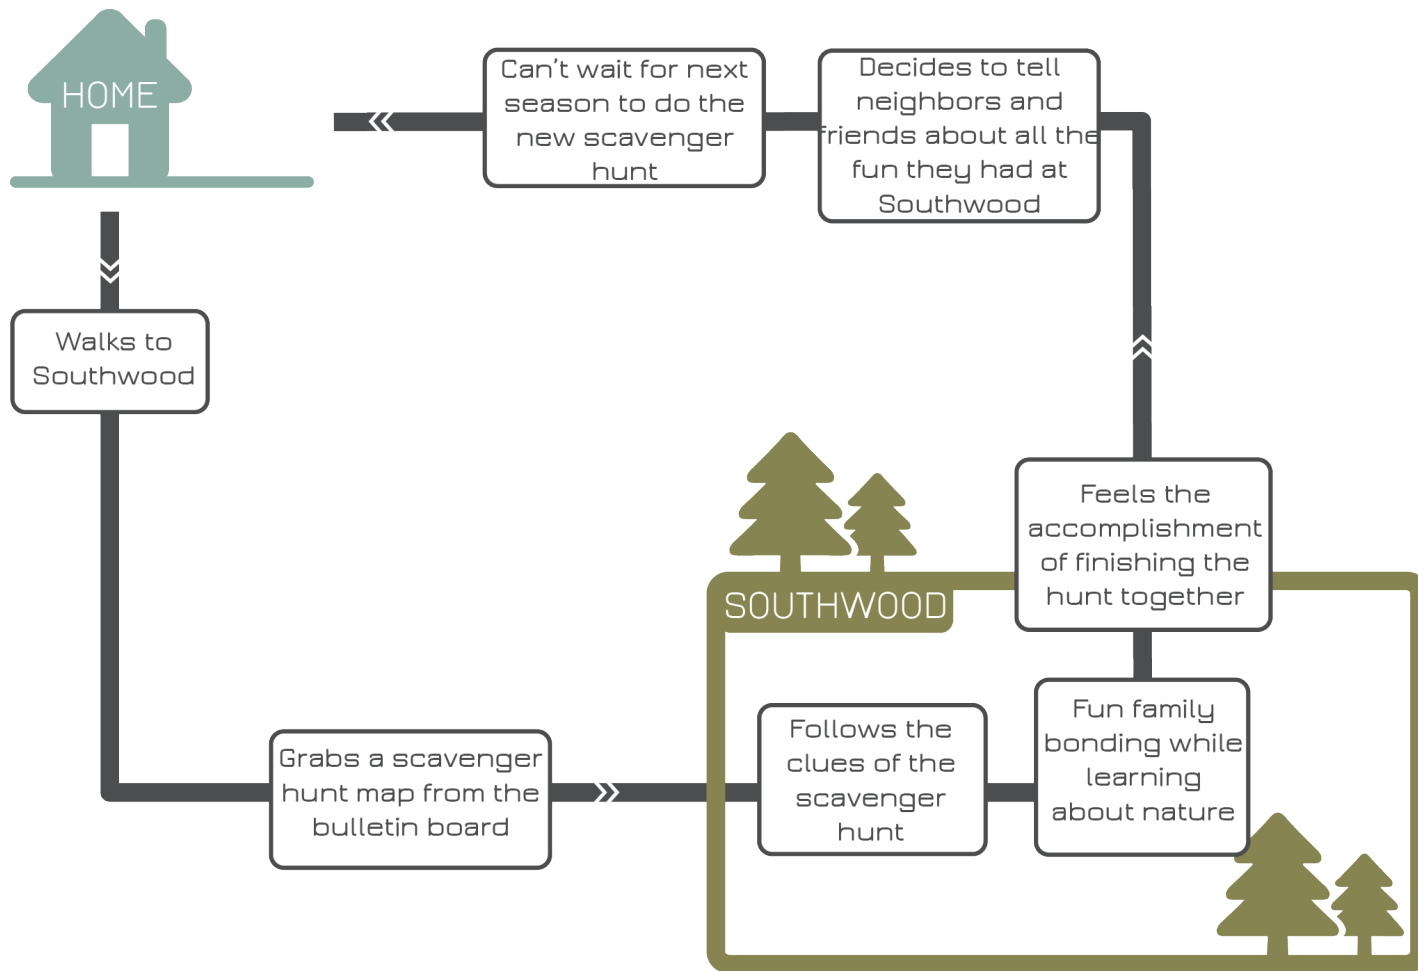 HOME
Walks to
Southwood
Grabs a scavenger
hunt map from the
bulletin board
SOUTHWOOD
Follows the
clues of the
scavenger
hunt
Fun family
bonding while
learning
about nature
Feels the
accomplishment
of finishing the
hunt together
Decides to tell
neighbors and
friends about all the
fun they had at
Southwood
Can't wait for next
season to do the
new scavenger
hunt